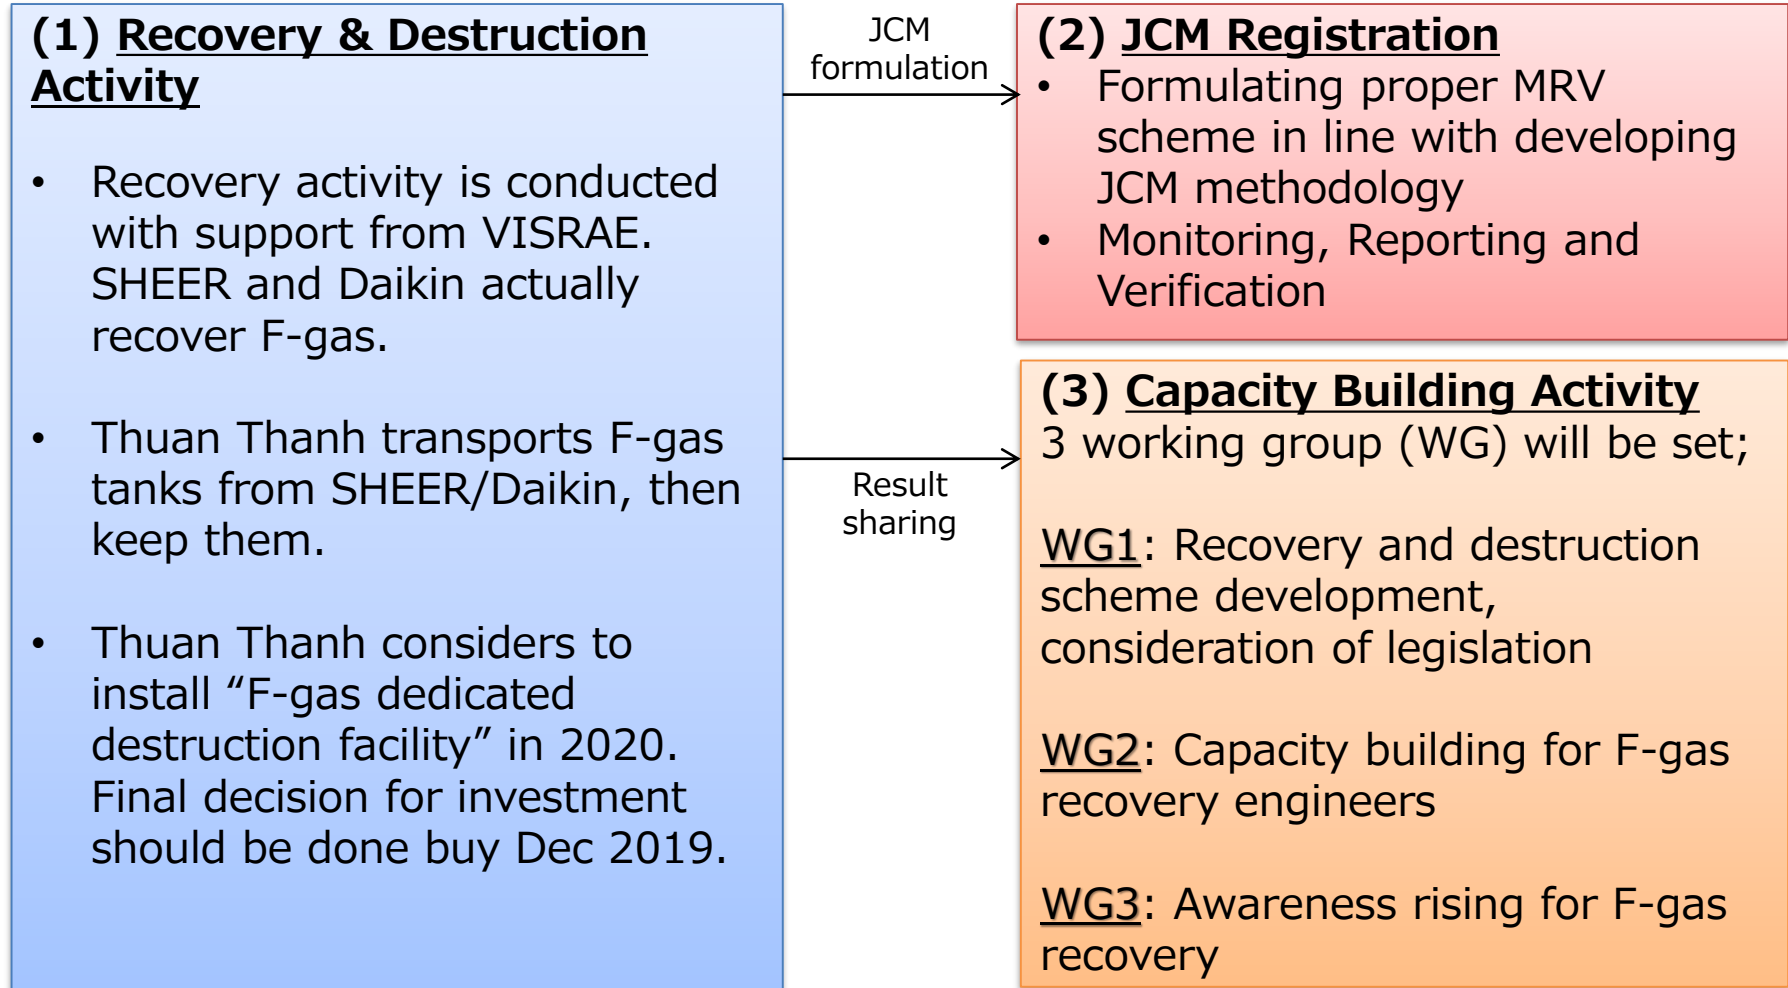 (1) Recovery & Destruction
Activity
• Recovery activity is conducted
with support from VISRAE.
SHEER and Daikin actually
recover F-gas.
• Thuan Thanh transports F-gas
tanks from SHEER/Daikin, then
keep them.
• Thuan Thanh considers to
install “F-gas dedicated
destruction facility” in 2020.
Final decision for investment
should be done buy Dec 2019.
JCM
formulation
Result
sharing
(2) JCM Registration
• Formulating proper MRV
scheme in line with developing
JCM methodology
• Monitoring, Reporting and
Verification
(3) Capacity Building Activity
3 working group (WG) will be set;
WG1: Recovery and destruction
scheme development,
consideration of legislation
WG2: Capacity building for F-gas
recovery engineers
WG3: Awareness rising for F-gas
recovery